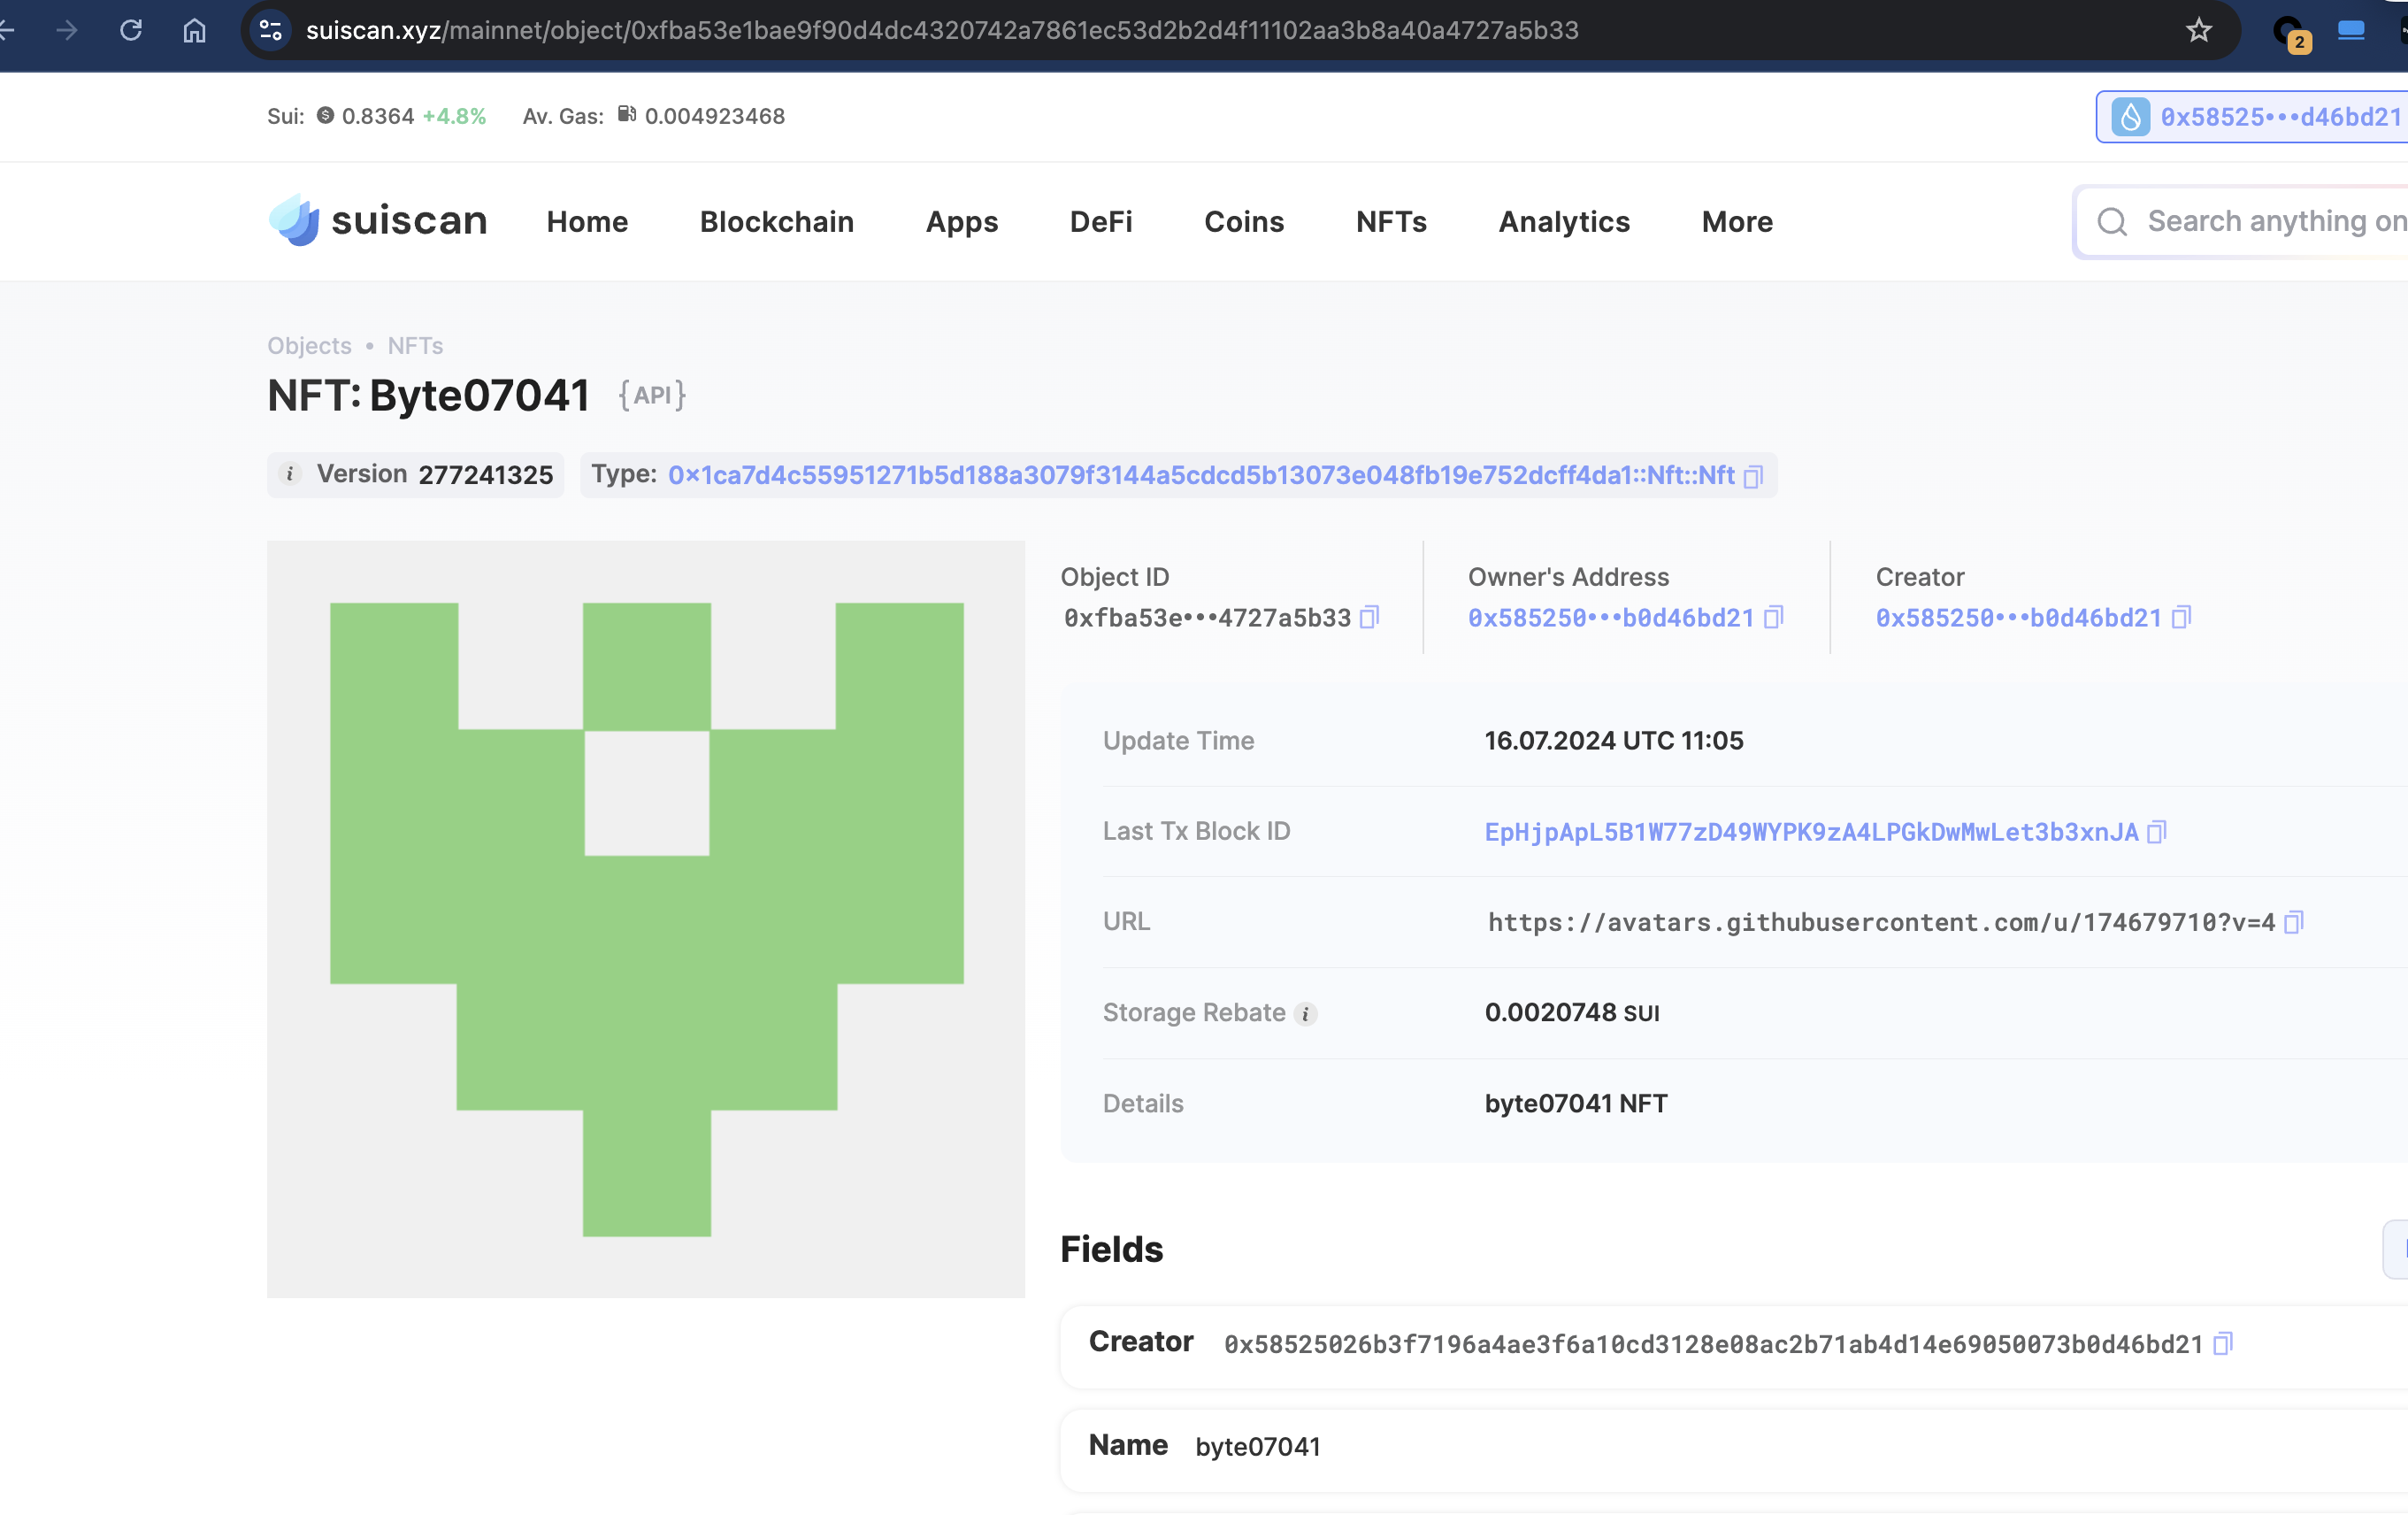 suiscan.xyz/mainnet/object/0xfba53e1bae9f90d4dc4320742a7861ec53d2b2d4f11102aa3b8a40a4727a5b33
2
Sui: 0.8364 +4.8% Av. Gas: 0.004923468
0x58525•••d46bd21
suiscan Home Blockchain Apps DeFi Coins NFTs Analytics More
Search anything on
Objects • NFTs
NFT: Byte07041 {API}
i Version 277241325 Type: 0x1ca7d4c55951271b5d188a3079f3144a5cdcd5b13073e048fb19e752dcff4da1::Nft::Nft
Object ID Owner's Address Creator
0xfba53e•••4727a5b33 0x585250•••b0d46bd21 0x585250•••b0d46bd21
Update Time 16.07.2024 UTC 11:05
Last Tx Block ID EpHjpApL5B1W77zD49WYPK9zA4LPGkDwMwLet3b3xnJA
URL https://avatars.githubusercontent.com/u/174679710?v=4
Storage Rebate i 0.0020748 SUI
Details byte07041 NFT
Fields
Creator 0x58525026b3f7196a4ae3f6a10cd3128e08ac2b71ab4d14e69050073b0d46bd21
Name byte07041